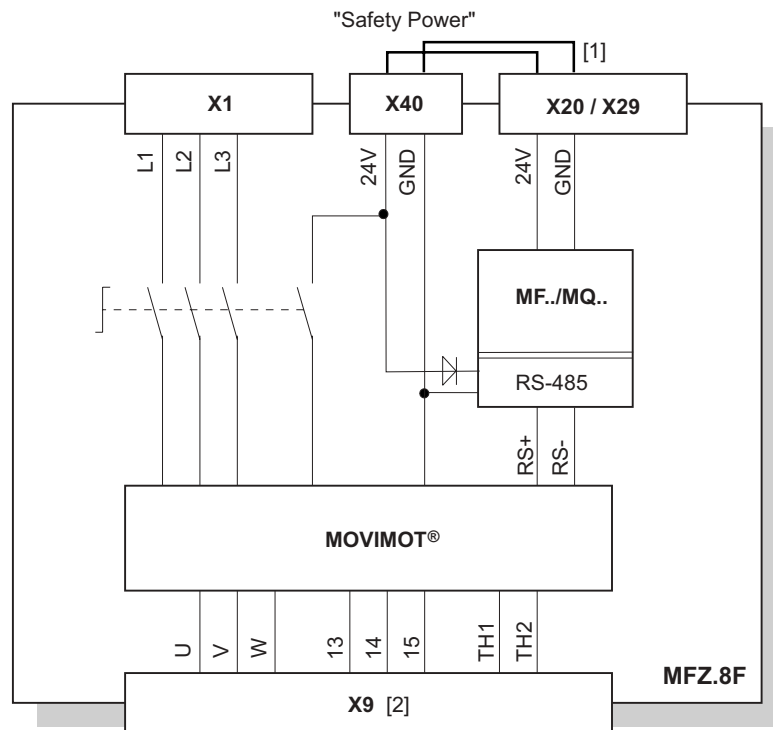 "Safety Power"
[1]
X1
X40
X20 / X29
L1
L2
L3
24V
GND
24V
GND
MF../MQ..
RS-485
RS+
RS-
MOVIMOT®
U
V
W
13
14
15
TH1
TH2
MFZ.8F
X9 [2]